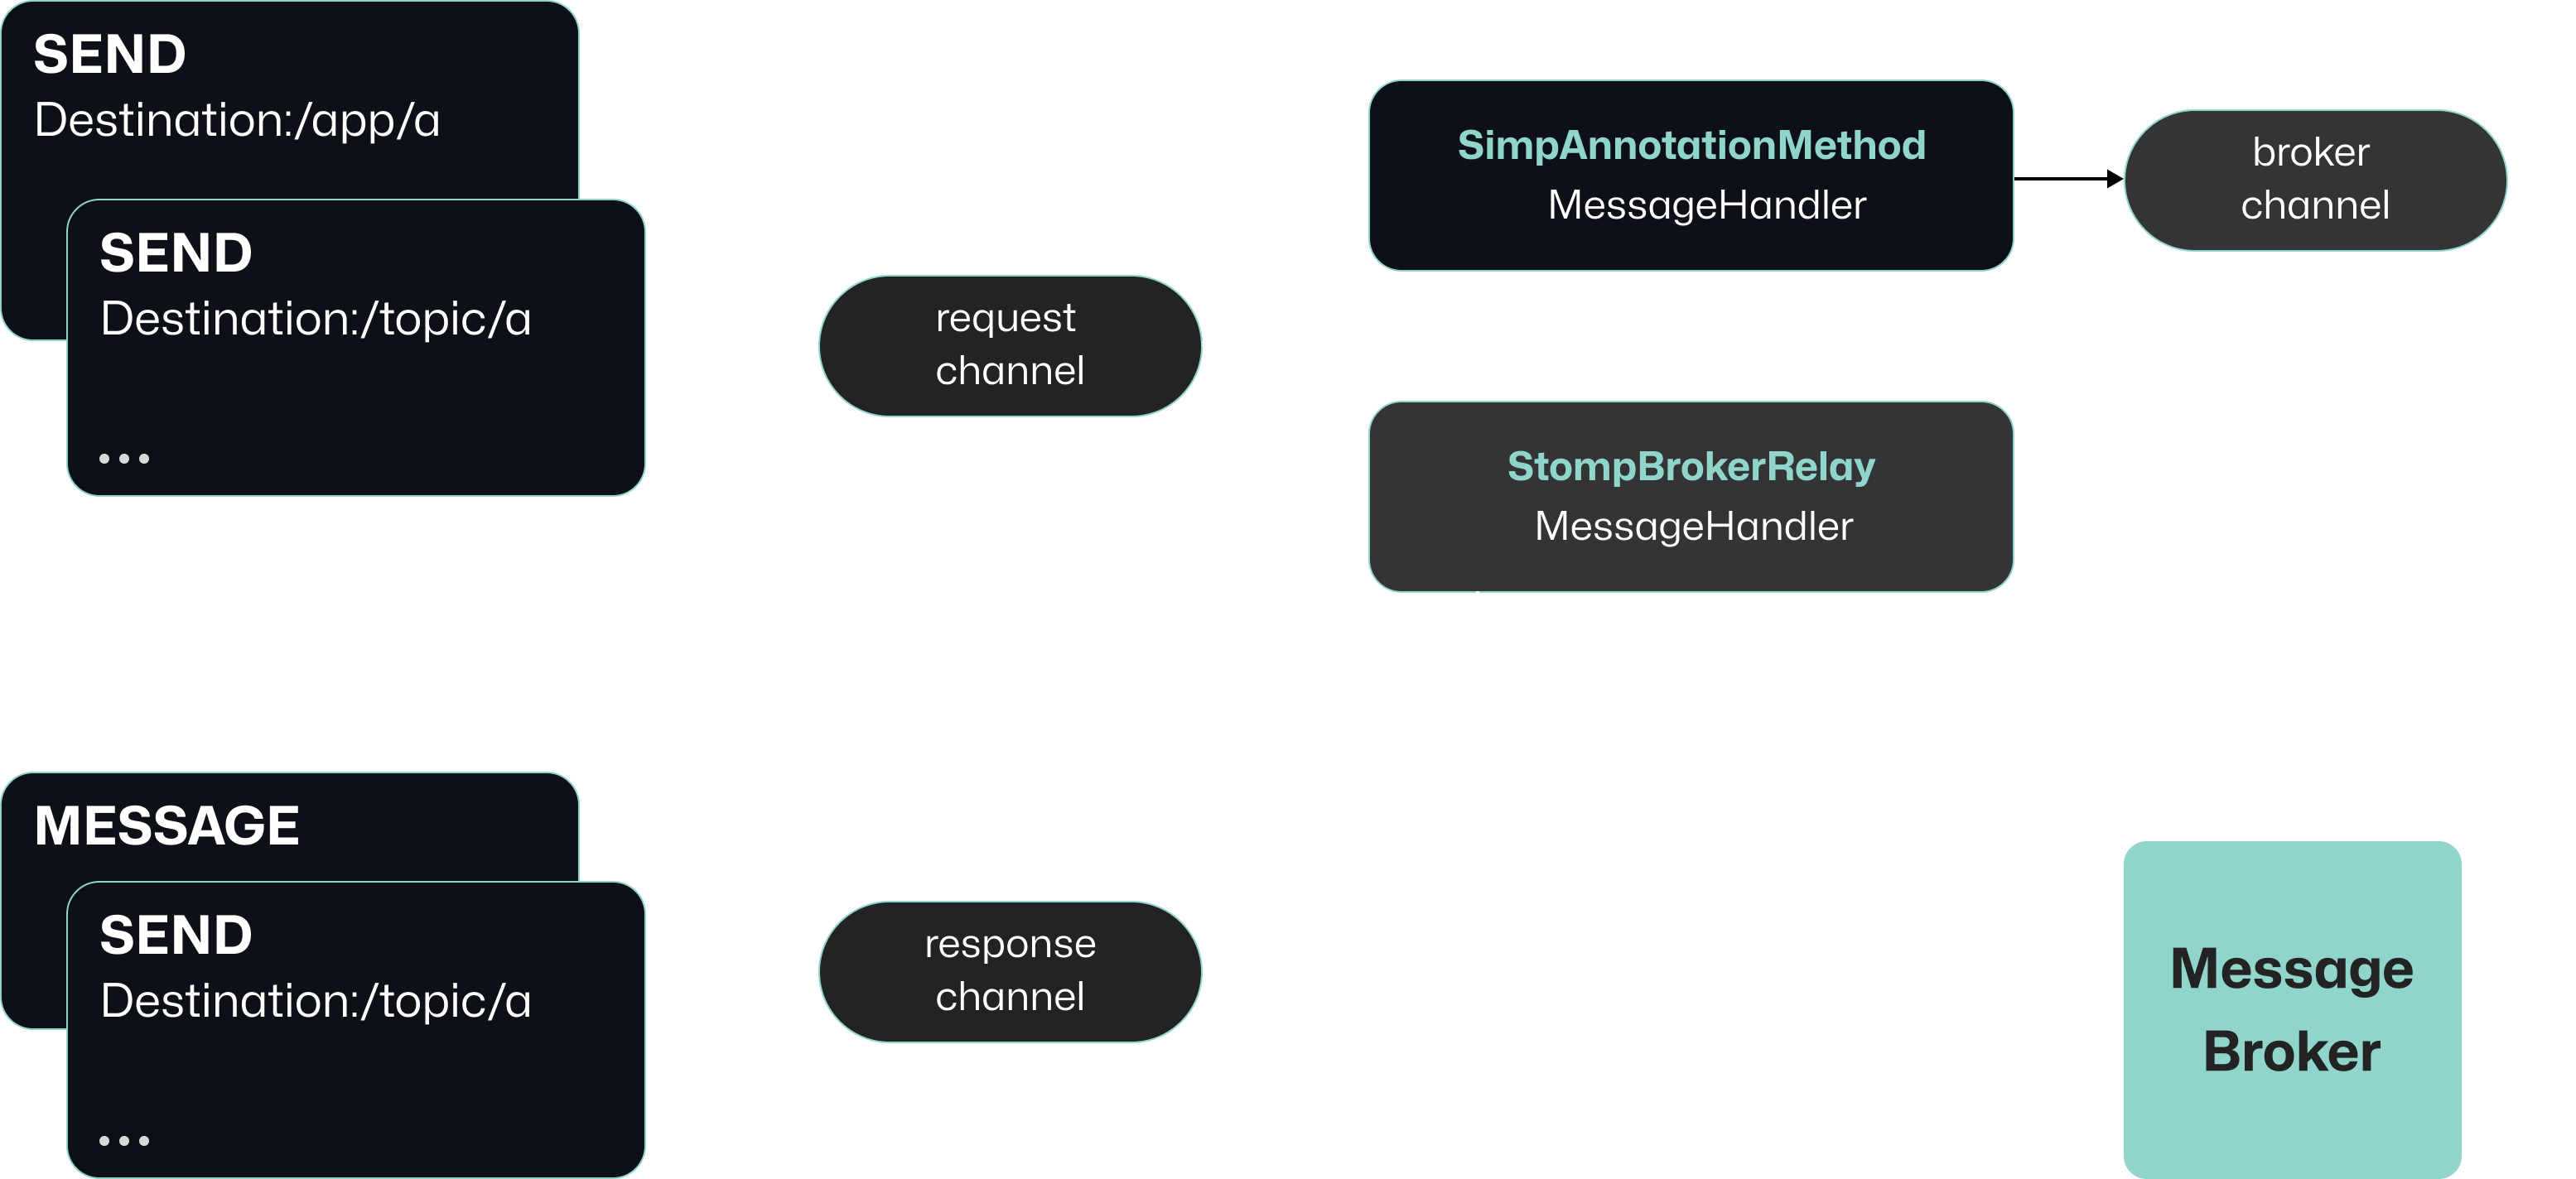 SEND
Destination:/app/a
SEND
Destination:/topic/a
...
request
channel
SimpAnnotationMethod
MessageHandler
broker
channel
StompBrokerRelay
MessageHandler
MESSAGE
SEND
Destination:/topic/a
...
response
channel
Message
Broker